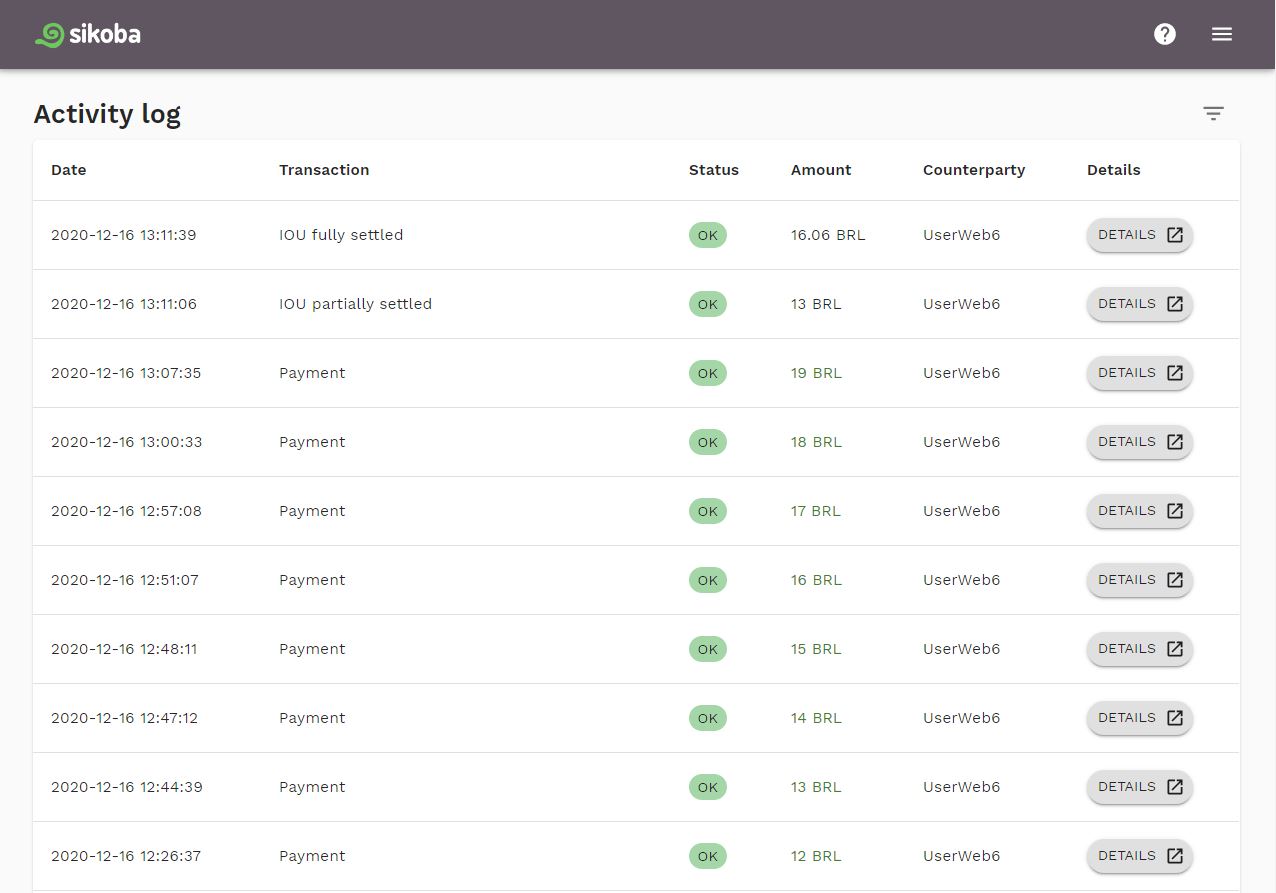 sikoba
Activity log
Date Transaction Status Amount Counterparty Details
2020-12-16 13:11:39 IOU fully settled OK 16.06 BRL UserWeb6 DETAILS
2020-12-16 13:11:06 IOU partially settled OK 13 BRL UserWeb6 DETAILS
2020-12-16 13:07:35 Payment OK 19 BRL UserWeb6 DETAILS
2020-12-16 13:00:33 Payment OK 18 BRL UserWeb6 DETAILS
2020-12-16 12:57:08 Payment OK 17 BRL UserWeb6 DETAILS
2020-12-16 12:51:07 Payment OK 16 BRL UserWeb6 DETAILS
2020-12-16 12:48:11 Payment OK 15 BRL UserWeb6 DETAILS
2020-12-16 12:47:12 Payment OK 14 BRL UserWeb6 DETAILS
2020-12-16 12:44:39 Payment OK 13 BRL UserWeb6 DETAILS
2020-12-16 12:26:37 Payment OK 12 BRL UserWeb6 DETAILS